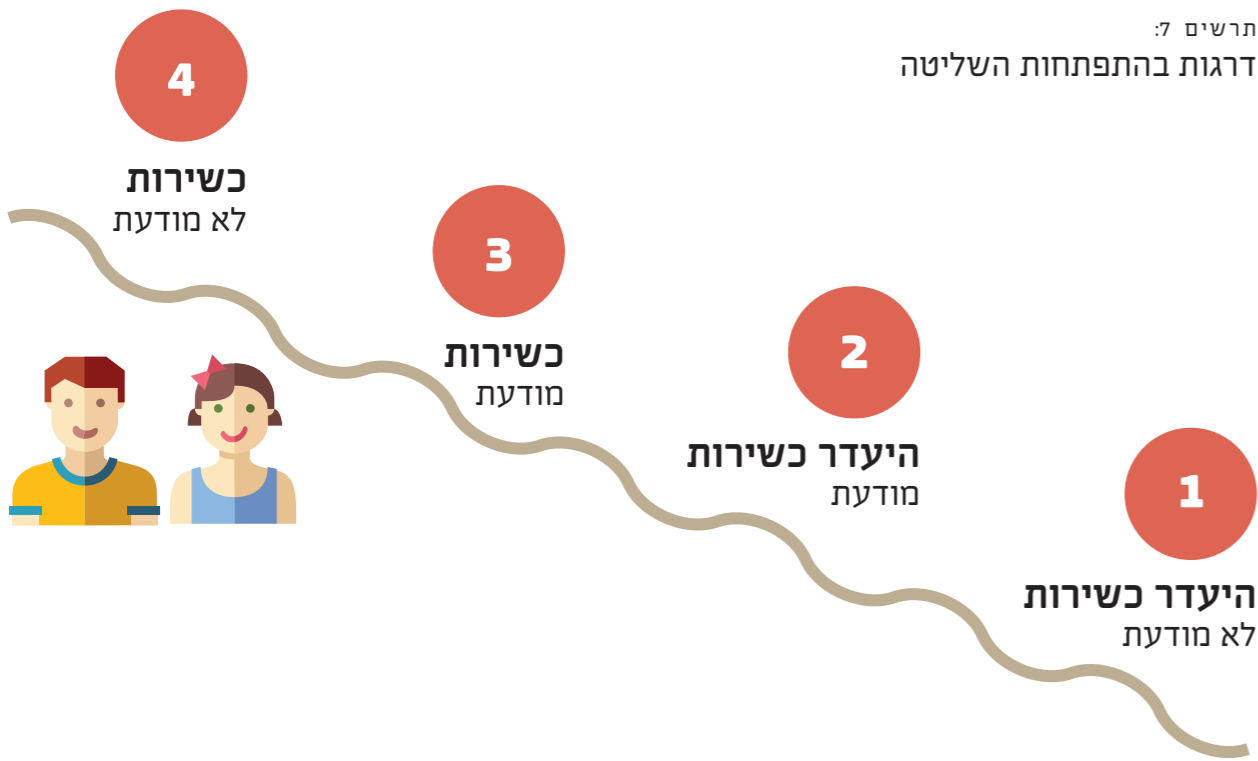 תרשים 7:
דרגות בהתפתחות השליטה
1
היעדר כשירות
לא מודעת
2
היעדר כשירות
מודעת
3
כשירות
מודעת
4
כשירות
לא מודעת